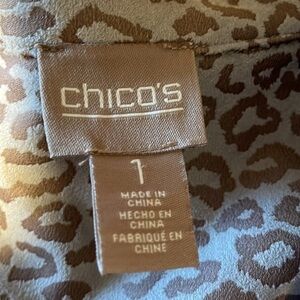 chico's
1
MADE IN
CHINA
HECHO EN
CHINA
FABRIQUÉ EN
CHINE